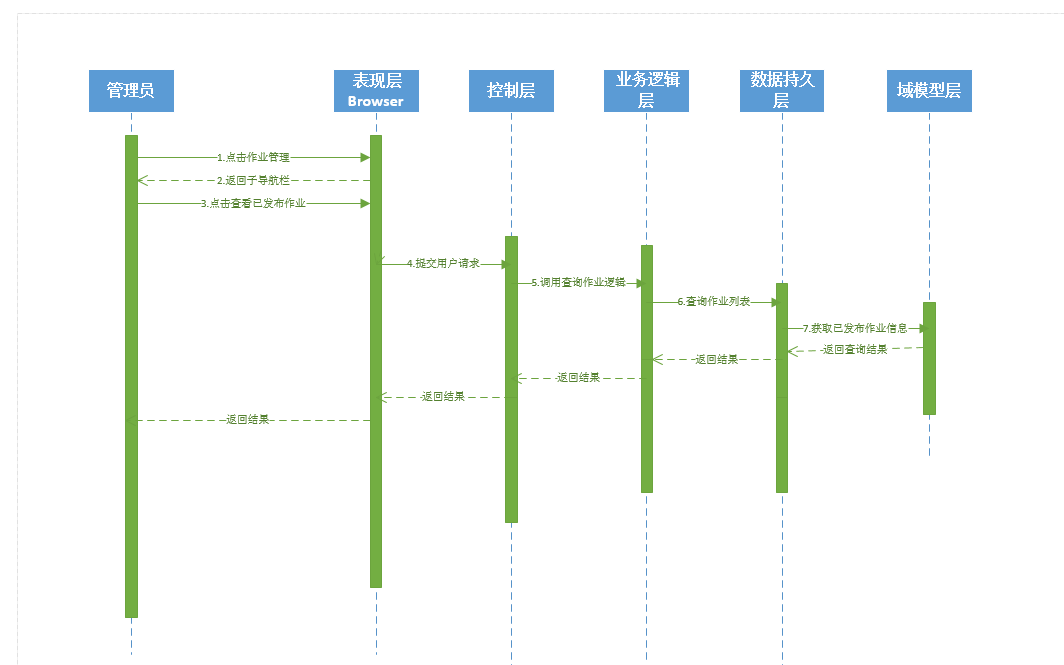 管理员
表现层
Browser
控制层
业务逻辑
层
数据持久
层
域模型层
1.点击作业管理
2.返回子导航栏
3.点击查看已发布作业
4.提交用户请求
5.调用查询作业逻辑
6.查询作业列表
7.获取已发布作业信息
返回查询结果
返回结果
返回结果
返回结果
返回结果